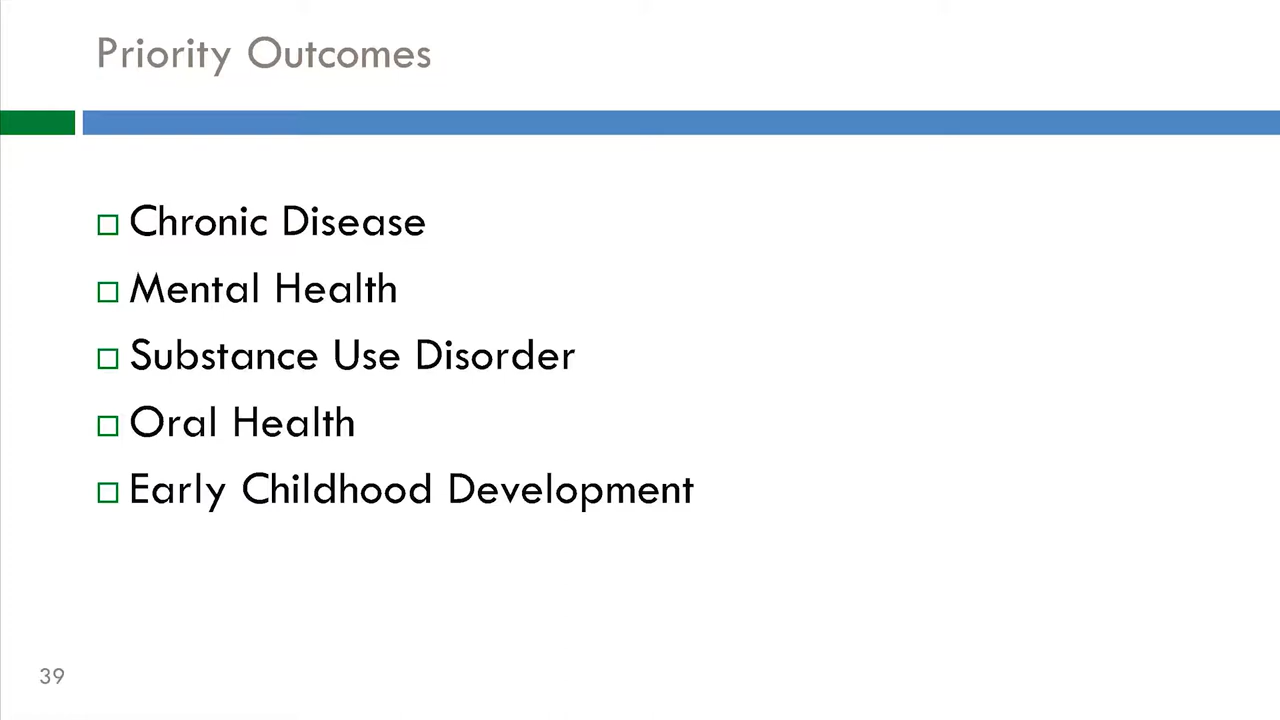 Priority Outcomes
Chronic Disease
Mental Health
Substance Use Disorder
Oral Health
Early Childhood Development
39